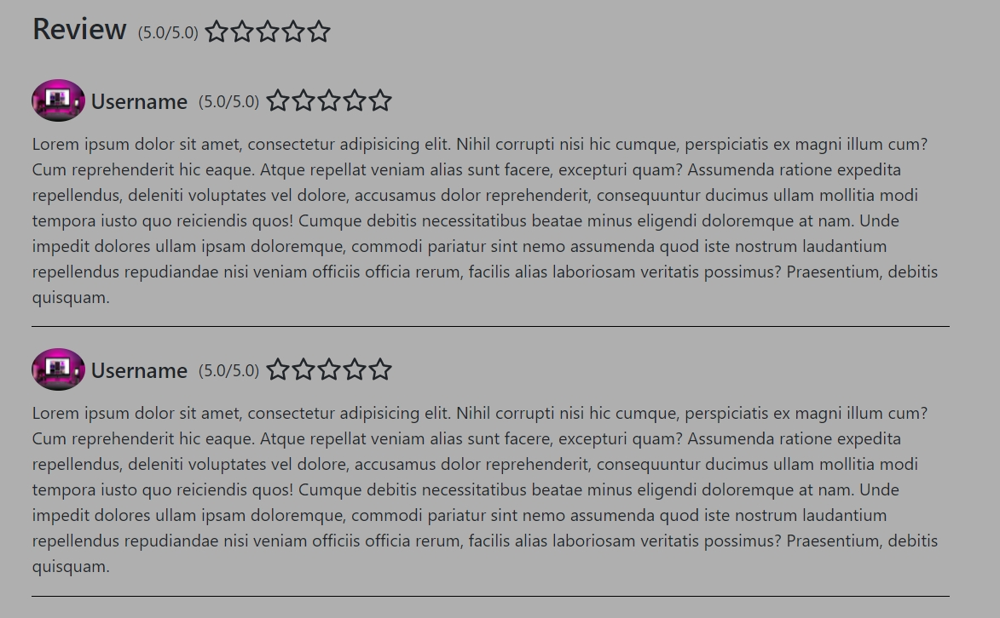 Review (5.0/5.0)
Username (5.0/5.0)
Lorem ipsum dolor sit amet, consectetur adipisicing elit. Nihil corrupti nisi hic cumque, perspiciatis ex magni illum cum?
Cum reprehenderit hic eaque. Atque repellat veniam alias sunt facere, excepturi quam? Assumenda ratione expedita
repellendus, deleniti voluptates vel dolore, accusamus dolor reprehenderit, consequuntur ducimus ullam mollitia modi
tempora iusto quo reiciendis quos! Cumque debitis necessitatibus beatae minus eligendi doloremque at nam. Unde
impedit dolores ullam ipsam doloremque, commodi pariatur sint nemo assumenda quod iste nostrum laudantium
repellendus repudiandae nisi veniam officiis officia rerum, facilis alias laboriosam veritatis possimus? Praesentium, debitis
quisquam.
Username (5.0/5.0)
Lorem ipsum dolor sit amet, consectetur adipisicing elit. Nihil corrupti nisi hic cumque, perspiciatis ex magni illum cum?
Cum reprehenderit hic eaque. Atque repellat veniam alias sunt facere, excepturi quam? Assumenda ratione expedita
repellendus, deleniti voluptates vel dolore, accusamus dolor reprehenderit, consequuntur ducimus ullam mollitia modi
tempora iusto quo reiciendis quos! Cumque debitis necessitatibus beatae minus eligendi doloremque at nam. Unde
impedit dolores ullam ipsam doloremque, commodi pariatur sint nemo assumenda quod iste nostrum laudantium
repellendus repudiandae nisi veniam officiis officia rerum, facilis alias laboriosam veritatis possimus? Praesentium, debitis
quisquam.